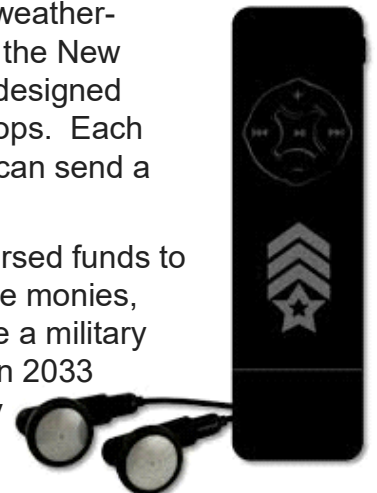 weather-
the New
designed
ops. Each
can send a
rsed funds to
e monies,
e a military
n 2033